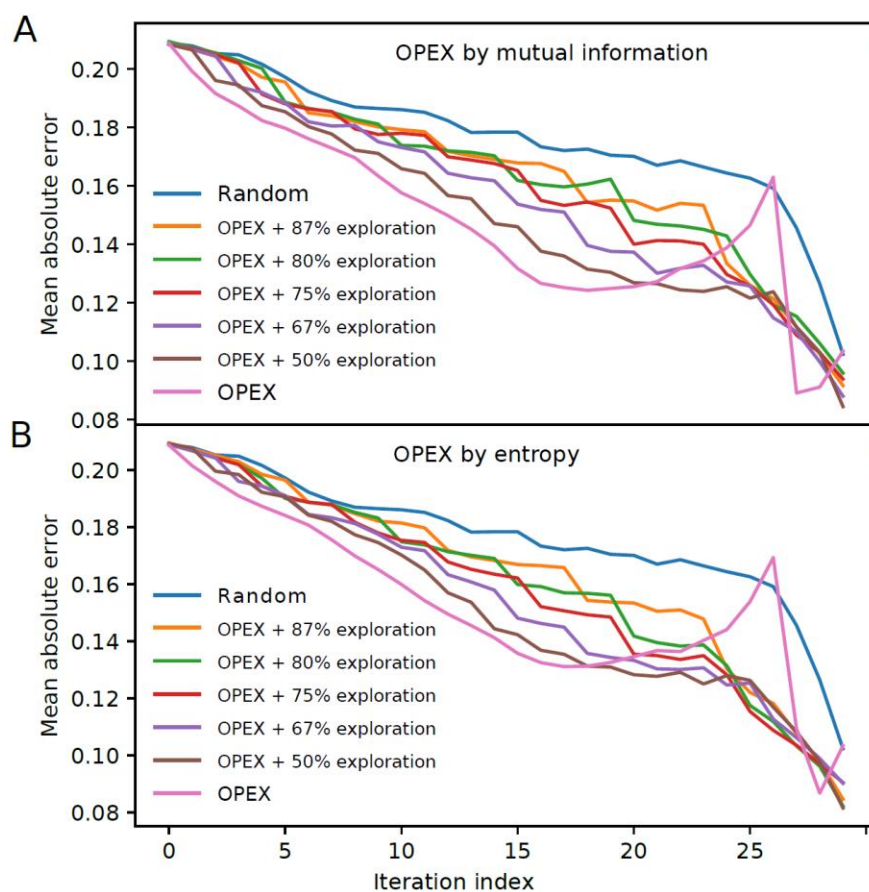 A
OPEX by mutual information
Mean absolute error
0.20
0.18
0.16
0.14
0.12
0.10
0.08
Random
OPEX + 87% exploration
OPEX + 80% exploration
OPEX + 75% exploration
OPEX + 67% exploration
OPEX + 50% exploration
OPEX
B
OPEX by entropy
Mean absolute error
0.20
0.18
0.16
0.14
0.12
0.10
0.08
Random
OPEX + 87% exploration
OPEX + 80% exploration
OPEX + 75% exploration
OPEX + 67% exploration
OPEX + 50% exploration
OPEX
0 5 10 15 20 25
Iteration index